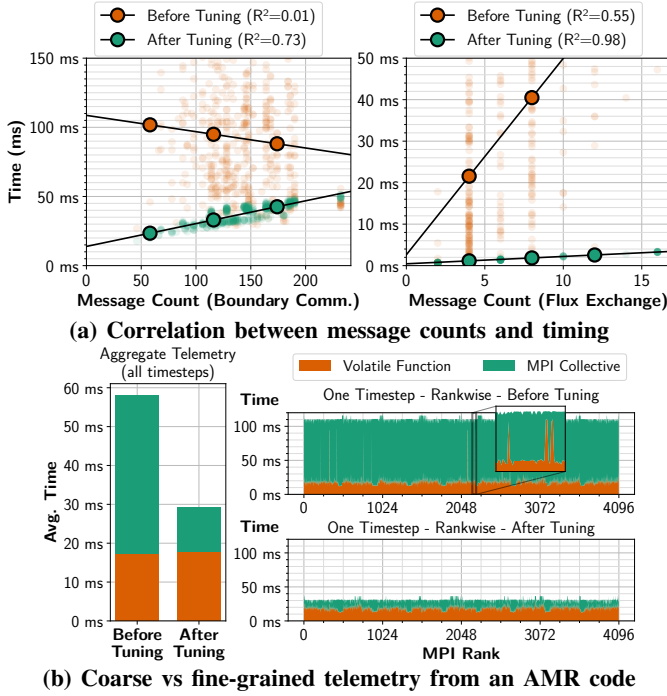 Before Tuning (R²=0.01)
After Tuning (R²=0.73)
Before Tuning (R²=0.55)
After Tuning (R²=0.98)
Time (ms)
150 ms
100 ms
50 ms
0 ms
0 50 100 150 200
Message Count (Boundary Comm.)
50 ms
40 ms
30 ms
20 ms
10 ms
0 ms
0 5 10 15
Message Count (Flux Exchange)
(a) Correlation between message counts and timing
Aggregate Telemetry
(all timesteps)
Avg. Time
60 ms
50 ms
40 ms
30 ms
20 ms
10 ms
0 ms
Before
Tuning
After
Tuning
Volatile Function
MPI Collective
Time
One Timestep - Rankwise - Before Tuning
100 ms
50 ms
0 ms
0 1024 2048 3072 4096
Time
One Timestep - Rankwise - After Tuning
100 ms
50 ms
0 ms
0 1024 2048 3072 4096
MPI Rank
(b) Coarse vs fine-grained telemetry from an AMR code